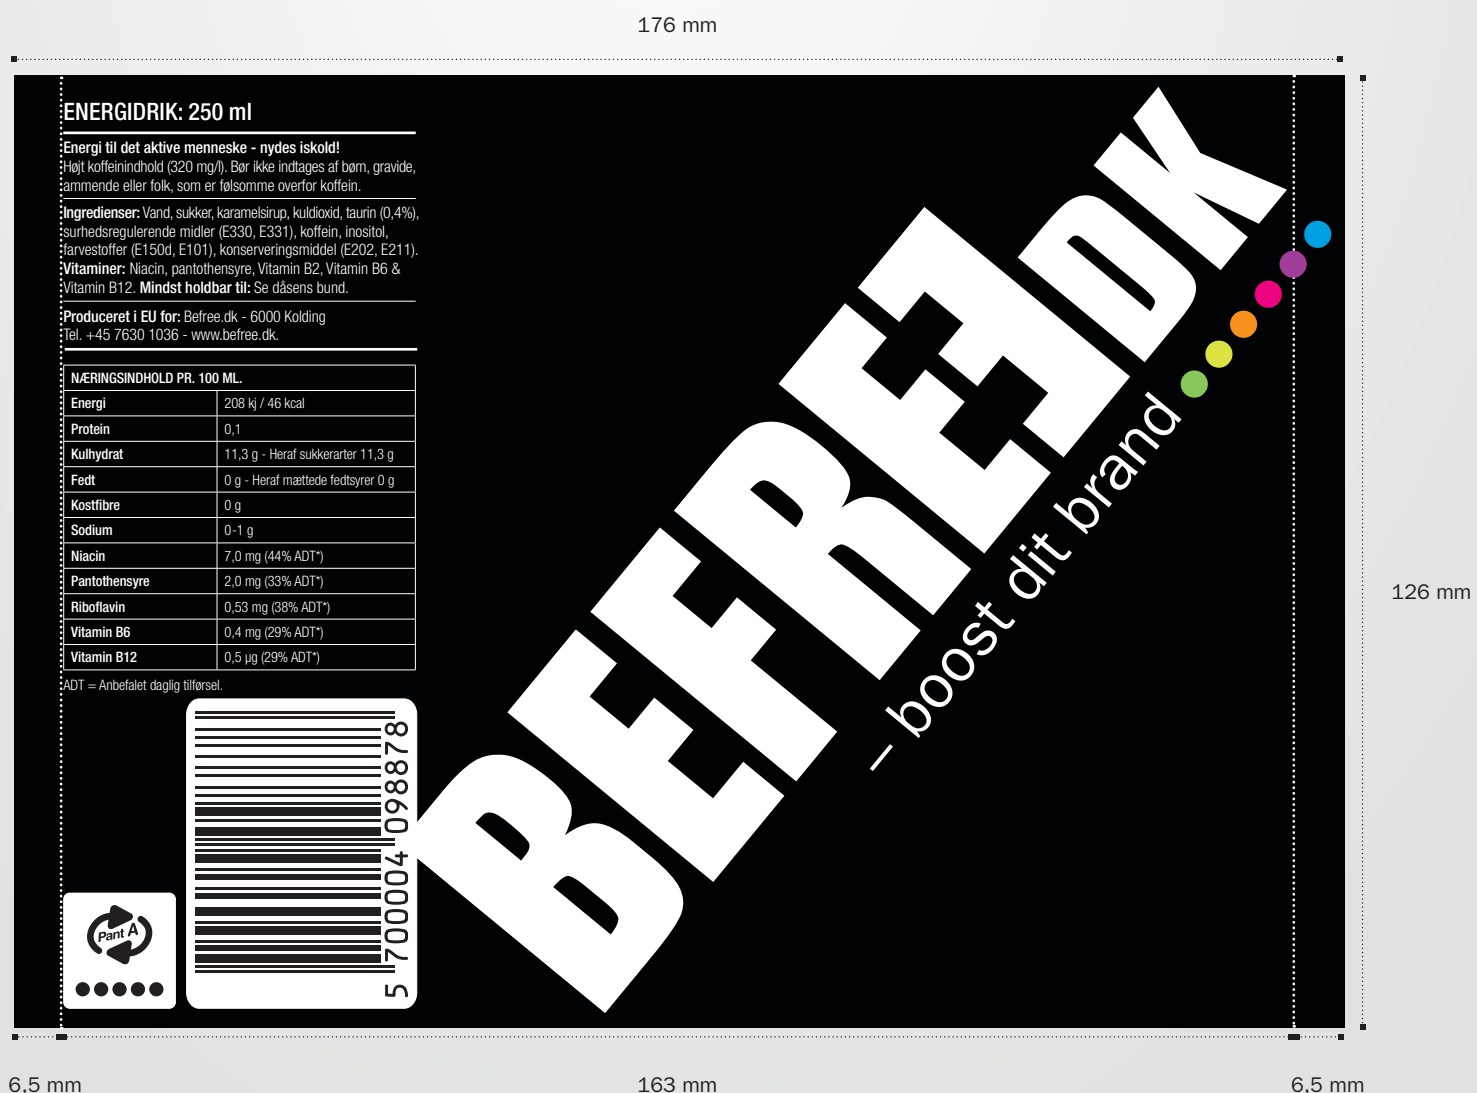 176 mm
ENERGIDRIK: 250 ml
Energi til det aktive menneske - nydes iskold!
Højt koffeinindhold (320 mg/l). Bør ikke indtages af børn, gravide,
ammende eller folk, som er følsomme overfor koffein.
Ingredienser: Vand, sukker, karamelsirup, kuldioxid, taurin (0,4%),
surhedsregulerende midler (E330, E331), koffein, inositol,
farvestoffer (E150d, E101), konserveringsmiddel (E202, E211).
Vitaminer: Niacin, pantothensyre, Vitamin B2, Vitamin B6 &
Vitamin B12. Mindst holdbar til: Se dåsens bund.
Produceret i EU for: Befree.dk - 6000 Kolding
Tel. +45 7630 1036 - www.befree.dk.
NÆRINGSINDHOLD PR. 100 ML.
Energi 208 kj / 46 kcal
Protein 0,1
Kulhydrat 11,3 g - Heraf sukkerarter 11,3 g
Fedt 0 g - Heraf mættede fedtsyrer 0 g
Kostfibre 0 g
Sodium 0-1 g
Niacin 7,0 mg (44% ADT*)
Pantothensyre 2,0 mg (33% ADT*)
Riboflavin 0,53 mg (38% ADT*)
Vitamin B6 0,4 mg (29% ADT*)
Vitamin B12 0,5 µg (29% ADT*)
ADT = Anbefalet daglig tilførsel.
Pant A
5 700004 098878
BEFREE DK
– boost dit brand
126 mm
6,5 mm
163 mm
6,5 mm